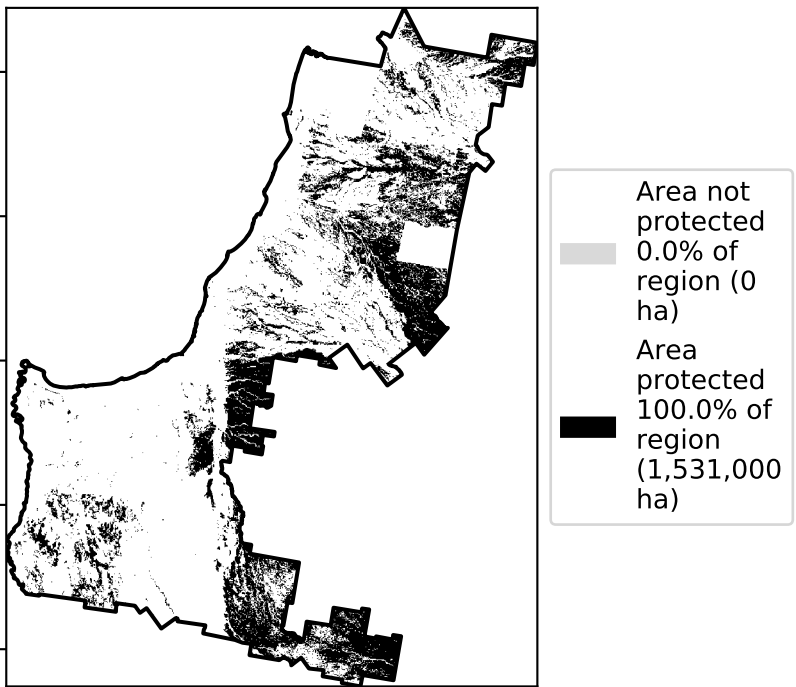 Area not
protected
0.0% of
region (0
ha)
Area
protected
100.0% of
region
(1,531,000
ha)